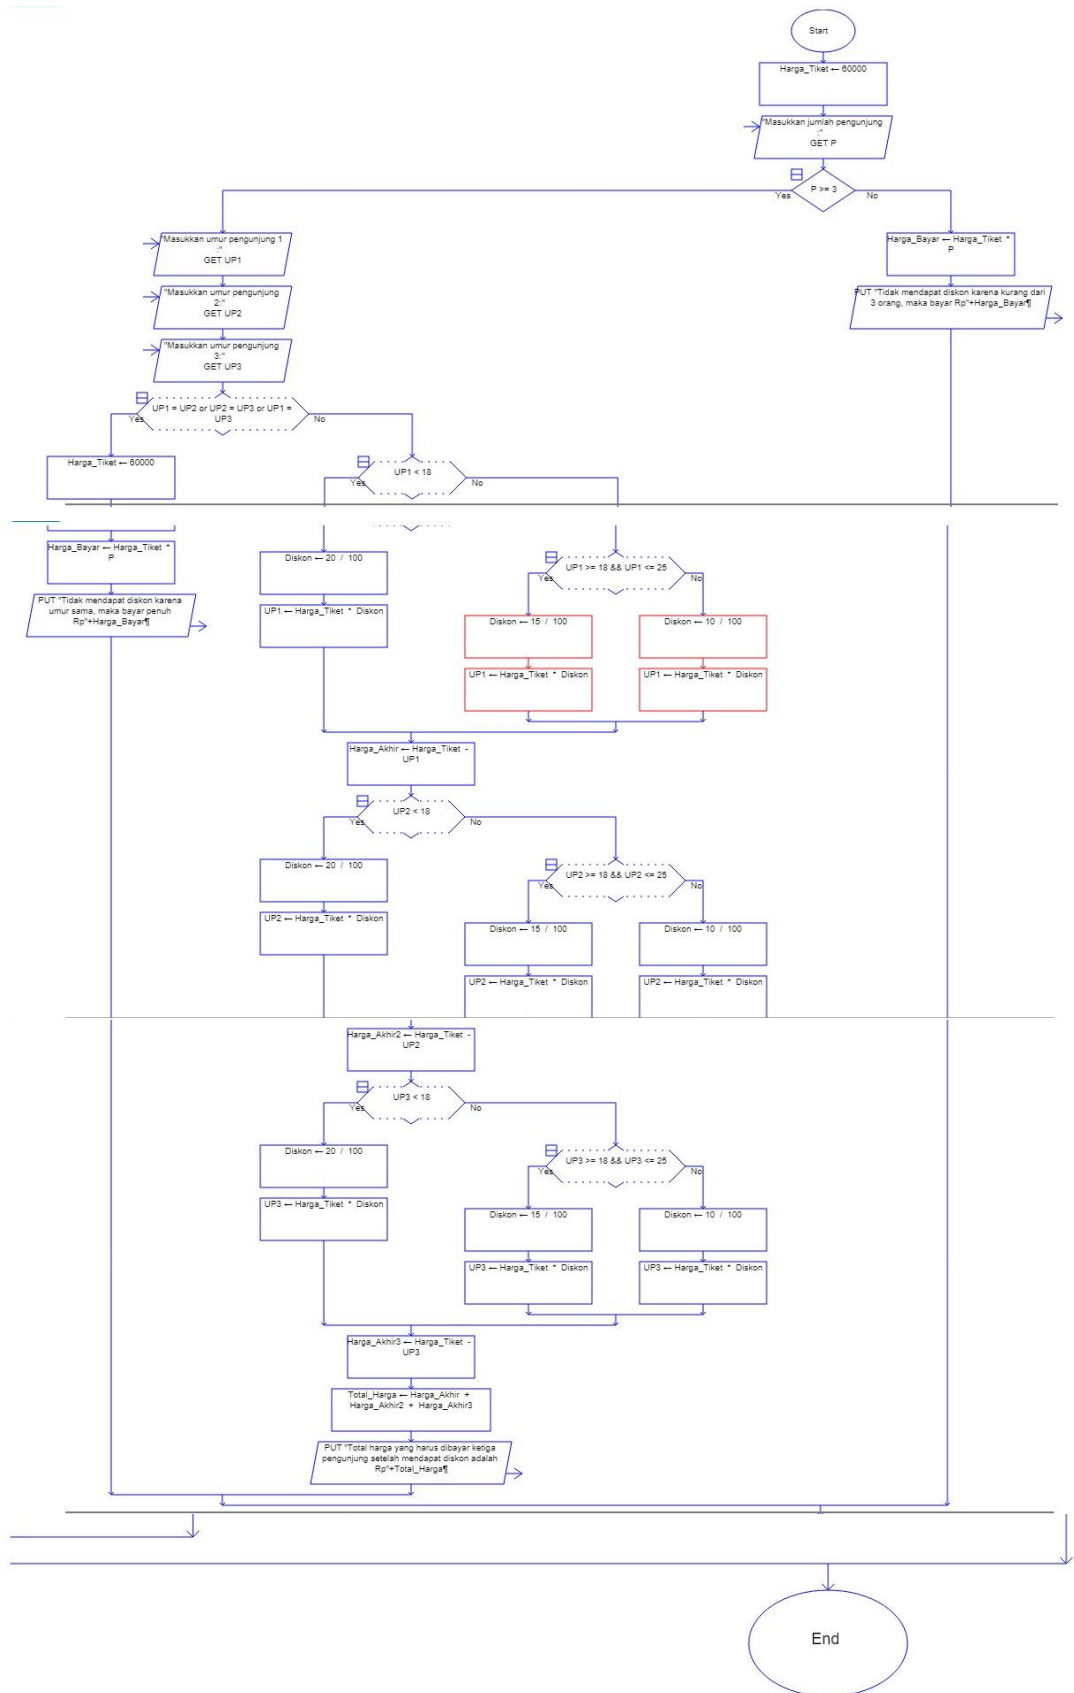 Start
Harga_Tiket ← 60000
"Masukkan jumlah pengunjung
:"
GET P
P >= 3
Yes
No
"Masukkan umur pengunjung 1
:"
GET UP1
Harga_Bayar ← Harga_Tiket *
P
"Masukkan umur pengunjung
2:"
GET UP2
PUT "Tidak mendapat diskon karena kurang dari
3 orang, maka bayar Rp"+Harga_Bayar¶
"Masukkan umur pengunjung
3:"
GET UP3
UP1 = UP2 or UP2 = UP3 or UP1 =
UP3
Yes
No
Harga_Tiket ← 60000
UP1 < 18
Yes
No
Harga_Bayar ← Harga_Tiket *
P
PUT "Tidak mendapat diskon karena
umur sama, maka bayar penuh
Rp"+Harga_Bayar¶
Diskon ← 20 / 100
UP1 ← Harga_Tiket * Diskon
UP1 >= 18 && UP1 <= 25
Yes
No
Diskon ← 15 / 100
Diskon ← 10 / 100
UP1 ← Harga_Tiket * Diskon
UP1 ← Harga_Tiket * Diskon
Harga_Akhir ← Harga_Tiket -
UP1
UP2 < 18
Yes
No
Diskon ← 20 / 100
UP2 ← Harga_Tiket * Diskon
UP2 >= 18 && UP2 <= 25
Yes
No
Diskon ← 15 / 100
Diskon ← 10 / 100
UP2 ← Harga_Tiket * Diskon
UP2 ← Harga_Tiket * Diskon
Harga_Akhir2 ← Harga_Tiket -
UP2
UP3 < 18
Yes
No
Diskon ← 20 / 100
UP3 ← Harga_Tiket * Diskon
UP3 >= 18 && UP3 <= 25
Yes
No
Diskon ← 15 / 100
Diskon ← 10 / 100
UP3 ← Harga_Tiket * Diskon
UP3 ← Harga_Tiket * Diskon
Harga_Akhir3 ← Harga_Tiket -
UP3
Total_Harga ← Harga_Akhir +
Harga_Akhir2 + Harga_Akhir3
PUT "Total harga yang harus dibayar ketiga
pengunjung setelah mendapat diskon adalah
Rp"+Total_Harga¶
End